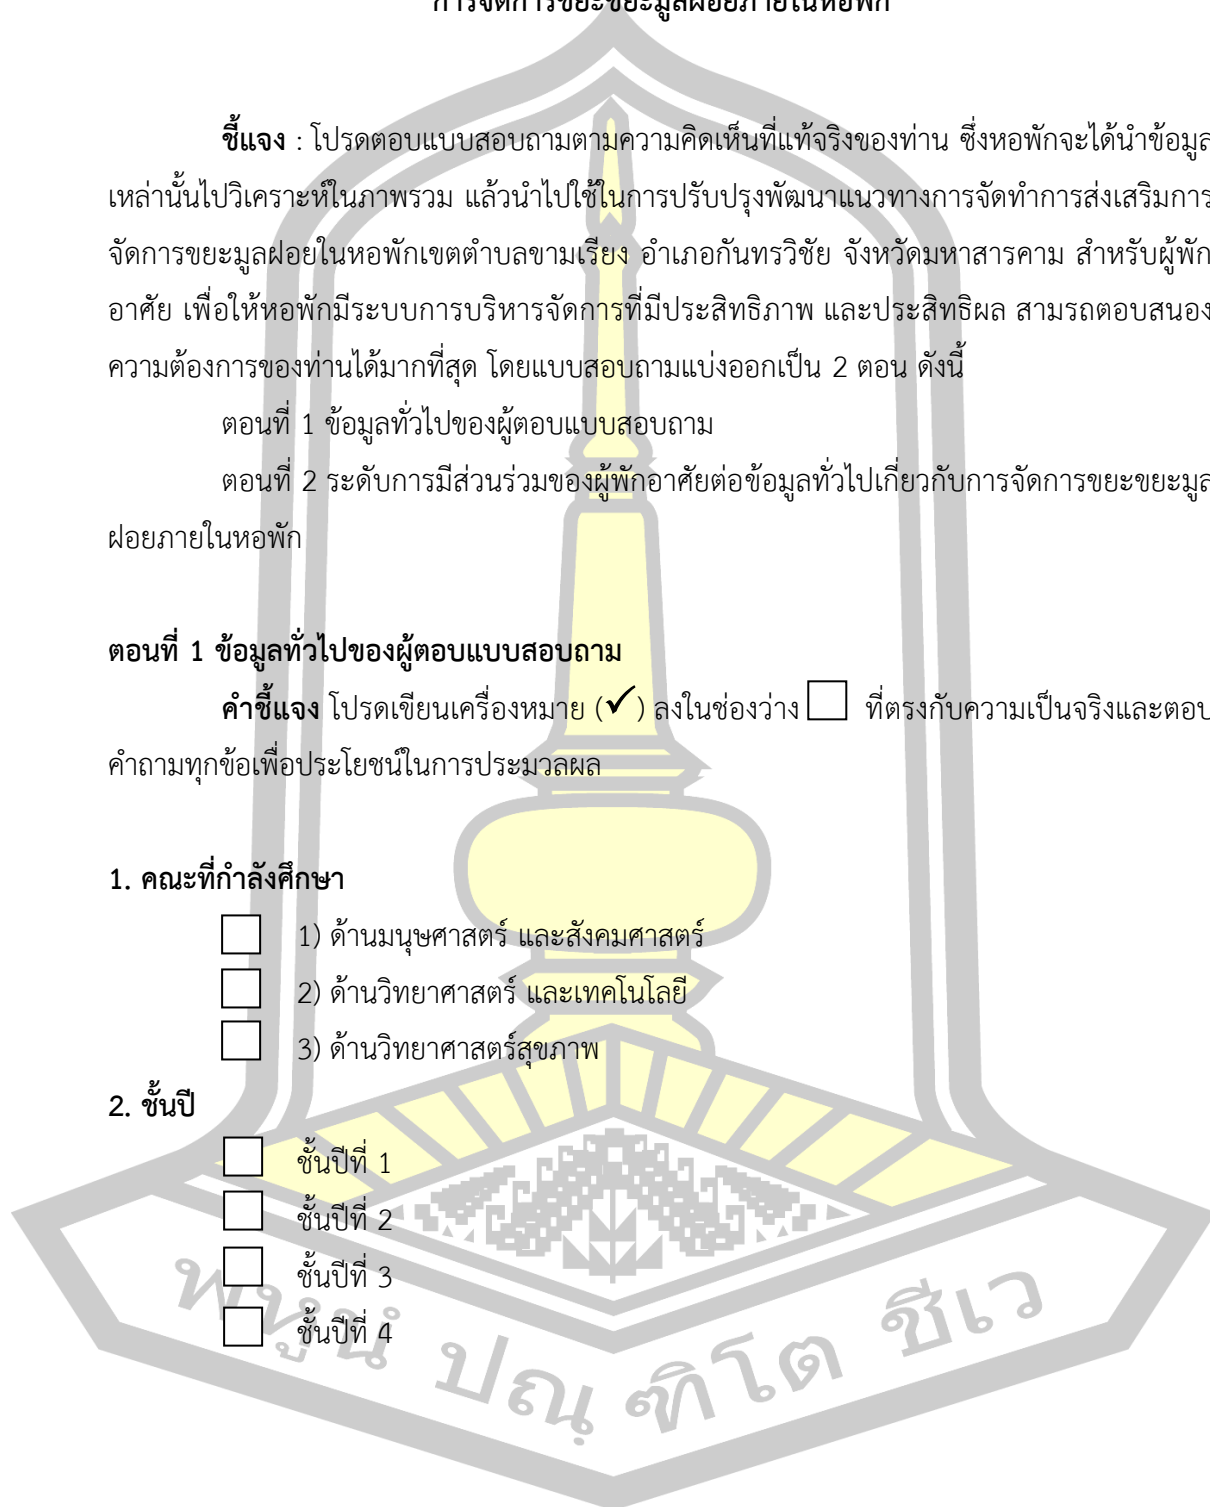 การจัดการขยะขยะมูลฝอยภายในหอพัก
ชี้แจง : โปรดตอบแบบสอบถามตามความคิดเห็นที่แท้จริงของท่าน ซึ่งหอพักจะได้นำข้อมูล
เหล่านั้นไปวิเคราะห์ในภาพรวม แล้วนำไปใช้ในการปรับปรุงพัฒนาแนวทางการจัดทำการส่งเสริมการ
จัดการขยะมูลฝอยในหอพักเขตตำบลขามเรียง อำเภอกันทรวิชัย จังหวัดมหาสารคาม สำหรับผู้พัก
อาศัย เพื่อให้หอพักมีระบบการบริหารจัดการที่มีประสิทธิภาพ และประสิทธิผล สามรถตอบสนอง
ความต้องการของท่านได้มากที่สุด โดยแบบสอบถามแบ่งออกเป็น 2 ตอน ดังนี้
ตอนที่ 1 ข้อมูลทั่วไปของผู้ตอบแบบสอบถาม
ตอนที่ 2 ระดับการมีส่วนร่วมของผู้พักอาศัยต่อข้อมูลทั่วไปเกี่ยวกับการจัดการขยะขยะมูล
ฝอยภายในหอพัก
ตอนที่ 1 ข้อมูลทั่วไปของผู้ตอบแบบสอบถาม
คำชี้แจง โปรดเขียนเครื่องหมาย (✓) ลงในช่องว่าง ☐ ที่ตรงกับความเป็นจริงและตอบ
คำถามทุกข้อเพื่อประโยชน์ในการประมวลผล
1. คณะที่กำลังศึกษา
☐ 1) ด้านมนุษศาสตร์ และสังคมศาสตร์
☐ 2) ด้านวิทยาศาสตร์ และเทคโนโลยี
☐ 3) ด้านวิทยาศาสตร์สุขภาพ
2. ชั้นปี
☐ ชั้นปีที่ 1
☐ ชั้นปีที่ 2
☐ ชั้นปีที่ 3
☐ ชั้นปีที่ 4
พหูนํ ปณฺฑิโต ชีเว